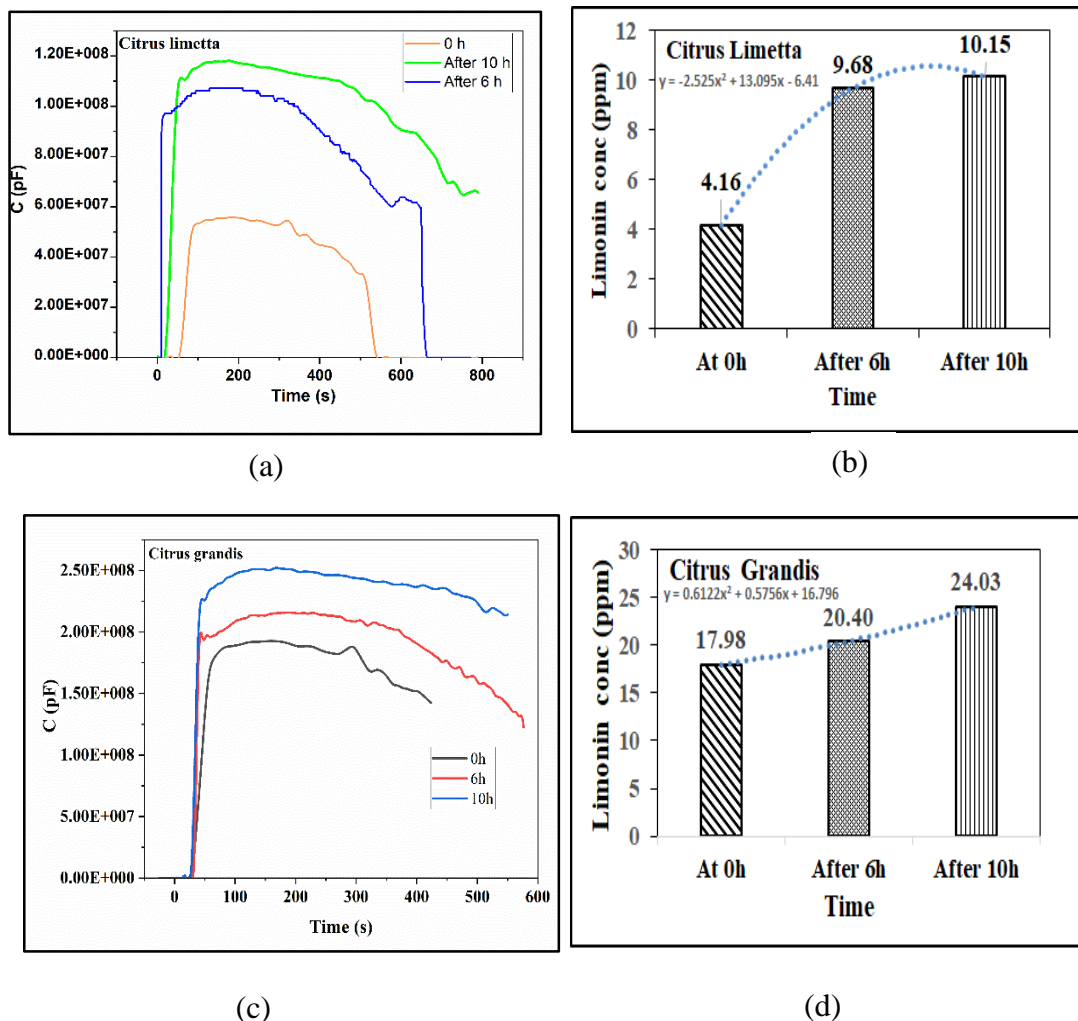 Citrus limetta
0 h
After 10 h
After 6 h
1.20E+008
1.00E+008
8.00E+007
6.00E+007
4.00E+007
2.00E+007
0.00E+000
C (pF)
0 200 400 600 800
Time (s)
(a)
Citrus Limetta
y = -2.525x² + 13.095x - 6.41
12
10
8
6
4
2
0
Limonin conc (ppm)
4.16
9.68
10.15
At 0h After 6h After 10h
Time
(b)
Citrus grandis
2.50E+008
2.00E+008
1.50E+008
1.00E+008
5.00E+007
0.00E+000
C (pF)
0h
6h
10h
0 100 200 300 400 500 600
Time (s)
(c)
Citrus Grandis
y = 0.6122x² + 0.5756x + 16.796
30
25
20
15
10
5
0
Limonin conc (ppm)
17.98
20.40
24.03
At 0h After 6h After 10h
Time
(d)